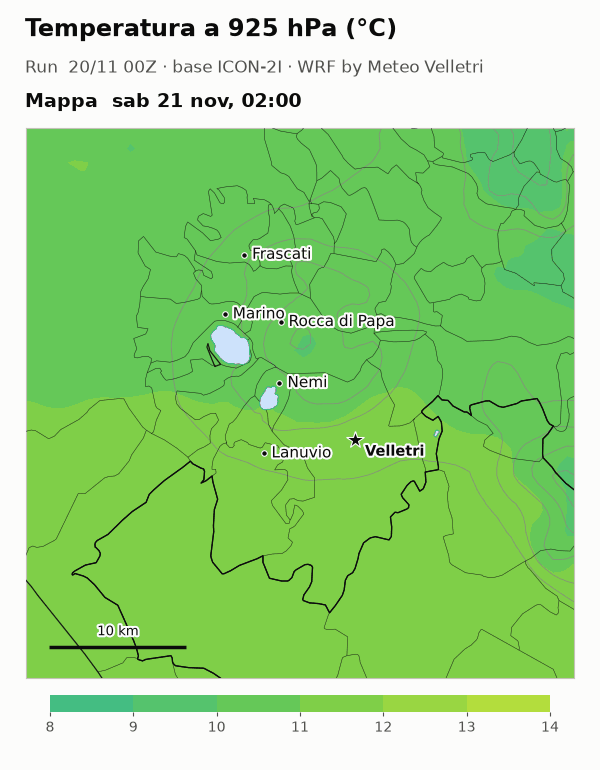 Temperatura a 925 hPa (°C)
Run  20/11 00Z · base ICON-2I · WRF by Meteo Velletri
Mappa  sab 21 nov, 02:00
Frascati
Marino
Rocca di Papa
Nemi
Velletri
Lanuvio
10 km
8 9 10 11 12 13 14